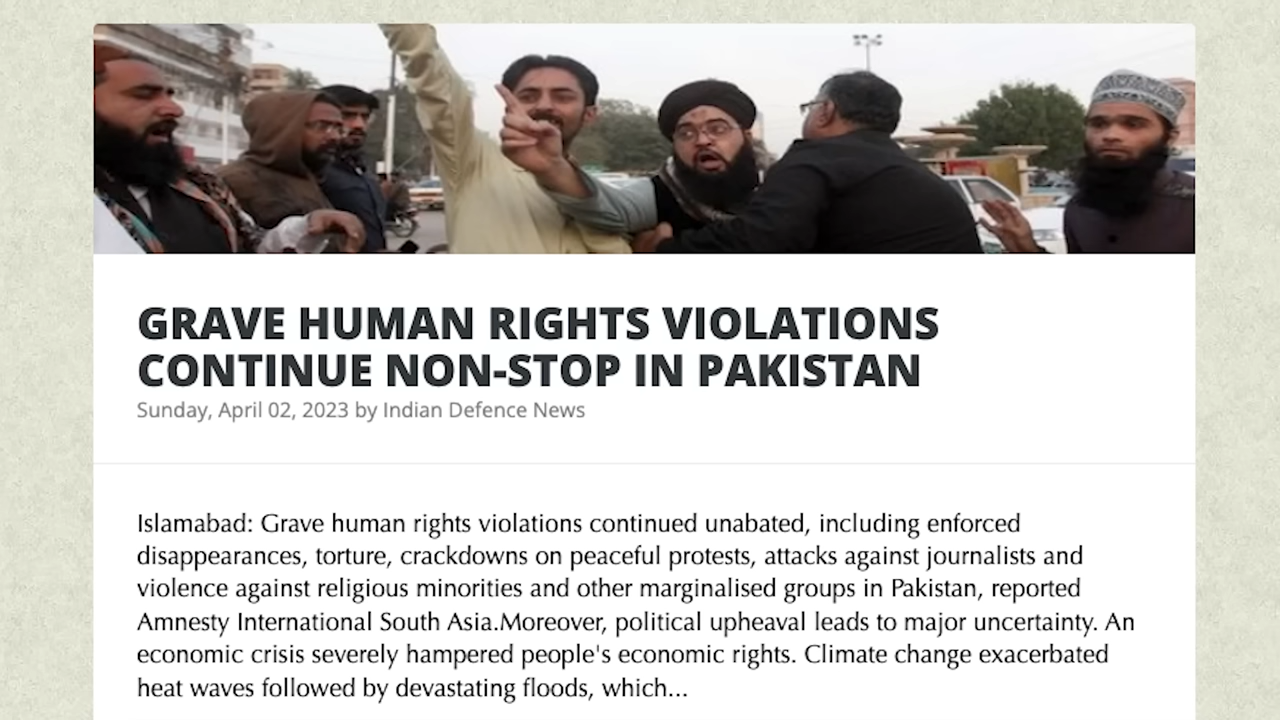 GRAVE HUMAN RIGHTS VIOLATIONS
CONTINUE NON-STOP IN PAKISTAN
Sunday, April 02, 2023 by Indian Defence News
Islamabad: Grave human rights violations continued unabated, including enforced
disappearances, torture, crackdowns on peaceful protests, attacks against journalists and
violence against religious minorities and other marginalised groups in Pakistan, reported
Amnesty International South Asia.Moreover, political upheaval leads to major uncertainty. An
economic crisis severely hampered people's economic rights. Climate change exacerbated
heat waves followed by devastating floods, which...